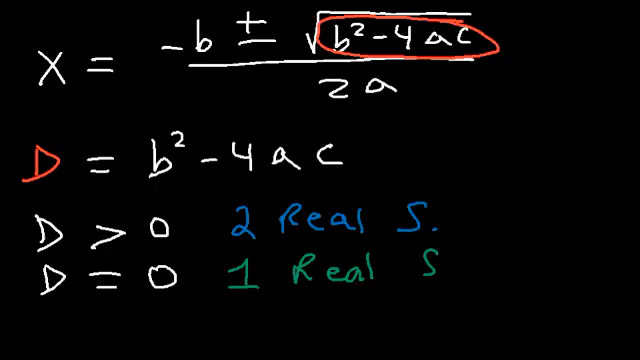 x = -b ± √b² - 4ac / 2a
D = b² - 4ac
D > 0 2 Real S.
D = 0 1 Real S